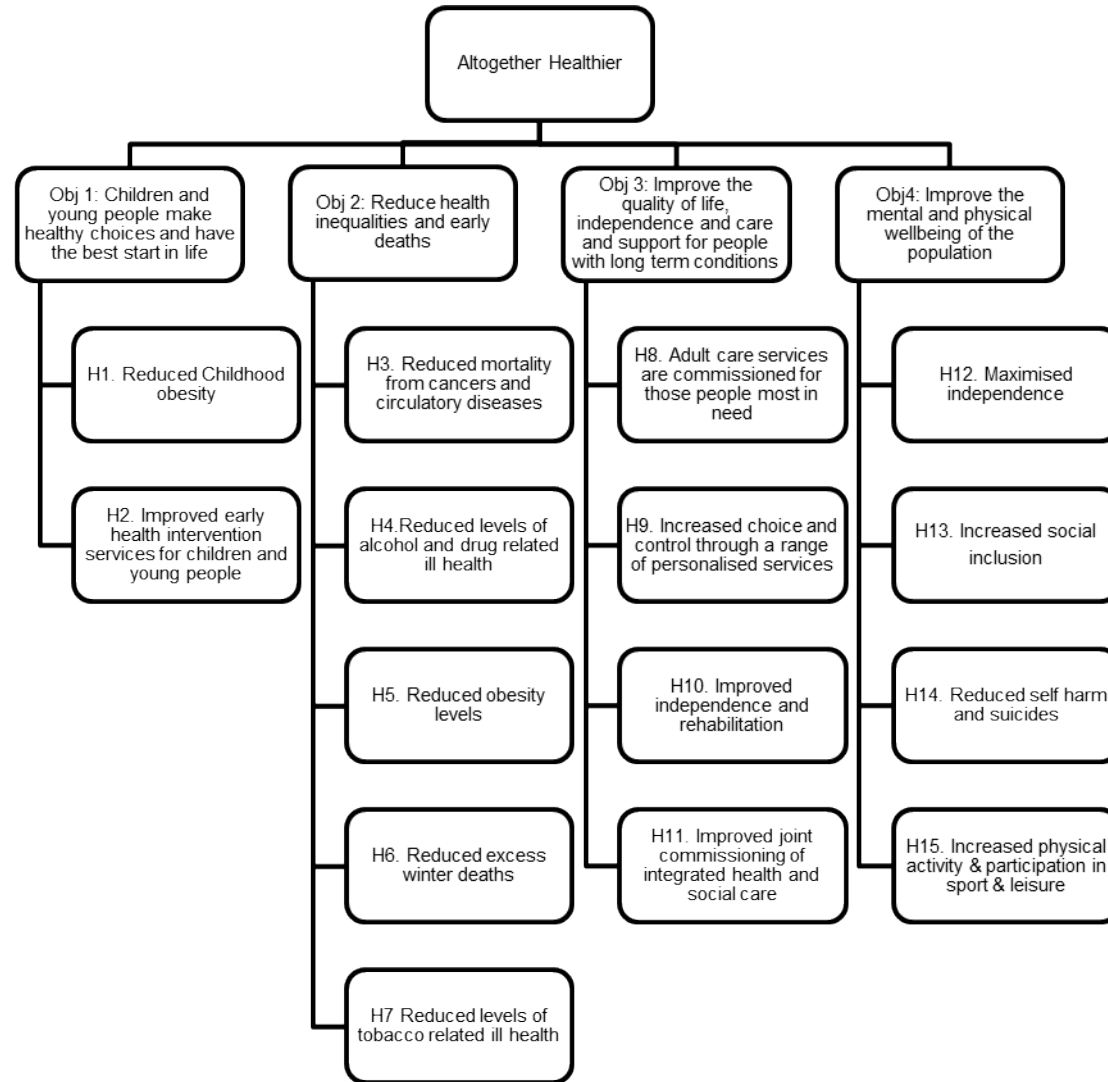 Altogether Healthier
Obj 1: Children and
young people make
healthy choices and have
the best start in life
Obj 2: Reduce health
inequalities and early
deaths
Obj 3: Improve the
quality of life,
independence and care
and support for people
with long term conditions
Obj4: Improve the
mental and physical
wellbeing of the
population
H1. Reduced Childhood
obesity
H2. Improved early
health intervention
services for children and
young people
H3. Reduced mortality
from cancers and
circulatory diseases
H4.Reduced levels of
alcohol and drug related
ill health
H5. Reduced obesity
levels
H6. Reduced excess
winter deaths
H7 Reduced levels of
tobacco related ill health
H8. Adult care services
are commissioned for
those people most in
need
H9. Increased choice and
control through a range
of personalised services
H10. Improved
independence and
rehabilitation
H11. Improved joint
commissioning of
integrated health and
social care
H12. Maximised
independence
H13. Increased social
inclusion
H14. Reduced self harm
and suicides
H15. Increased physical
activity & participation in
sport & leisure